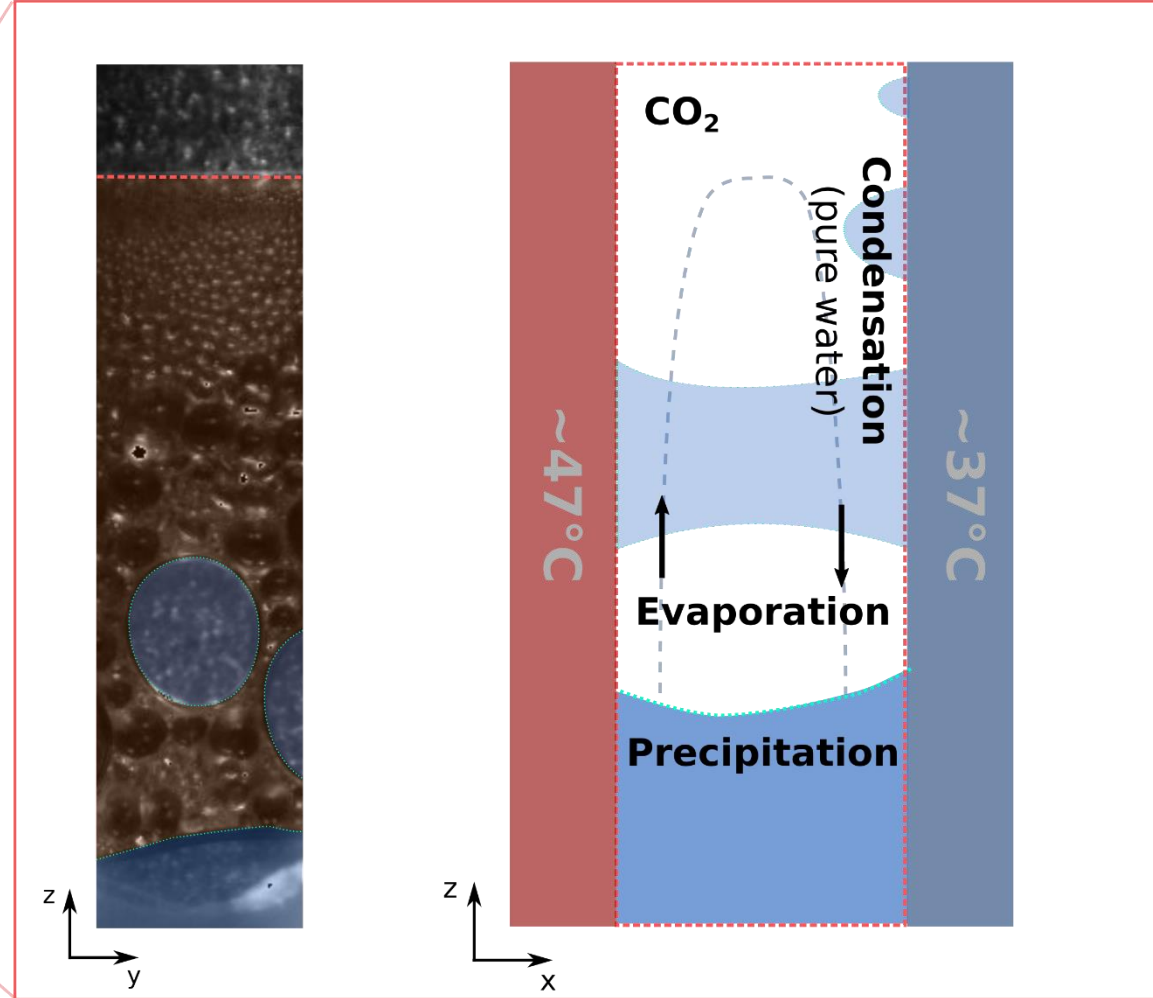 CO₂
Condensation
(pure water)
~47°C
~37°C
Evaporation
Precipitation
z
y
z
x